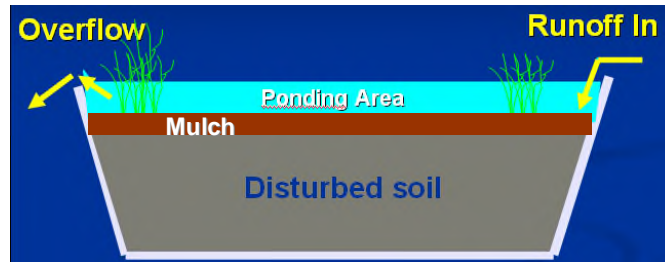 Overflow
Runoff In
Ponding Area
Mulch
Disturbed soil